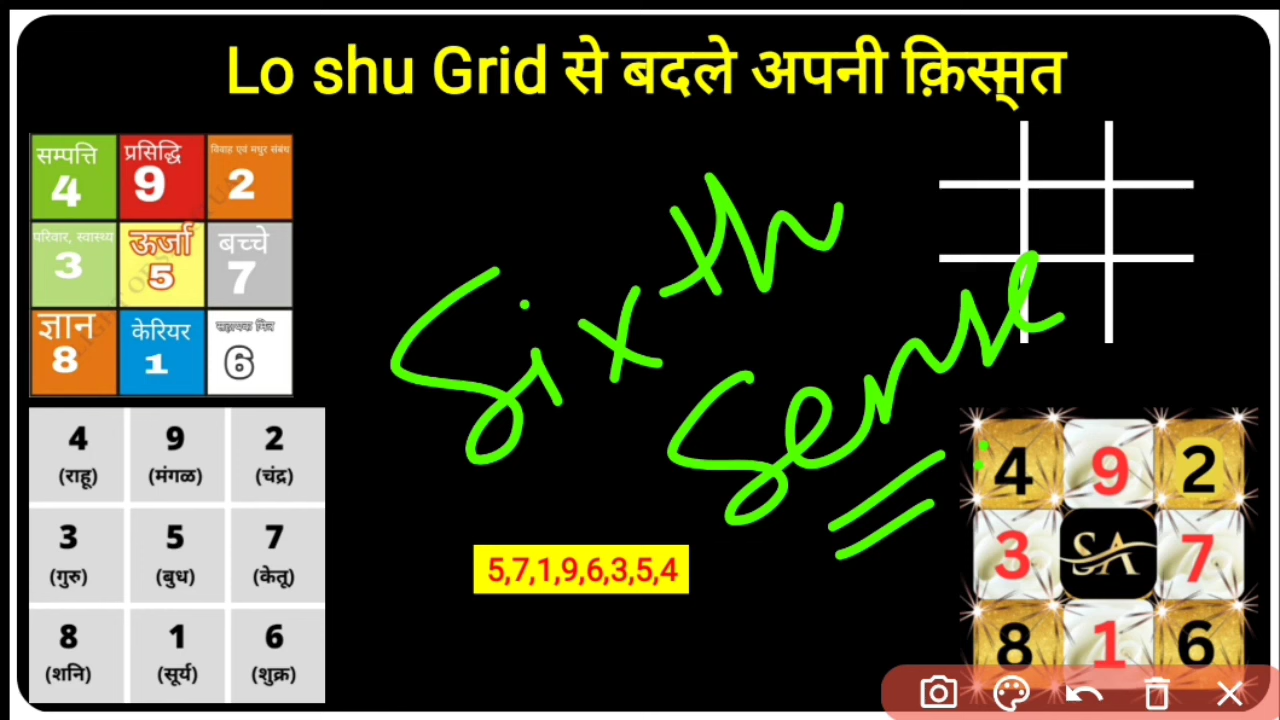 Lo shu Grid से बदले अपनी क़िस्म्त
सम्पत्ति प्रसिद्धि विवाह एवं मधुर संबंध
4 9 2
परिवार, स्वास्थ्य ऊर्जा बच्चे
3 5 7
ज्ञान केरियर सहायक मित्र
8 1 6
4 9 2
(राहू) (मंगळ) (चंद्र)
3 5 7
(गुरु) (बुध) (केतू)
8 1 6
(शनि) (सूर्य) (शुक्र)
Sixth
Sense
5,7,1,9,6,3,5,4
4 9 2
3 SA 7
8 1 6